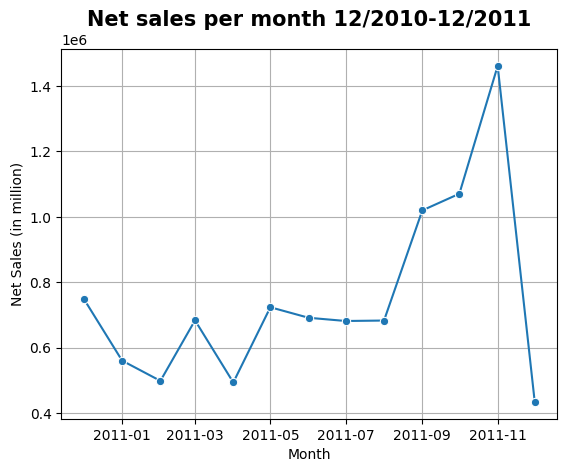 Net sales per month 12/2010-12/2011
1e6
1.4
1.2
1.0
0.8
0.6
0.4
Net Sales (in million)
2011-01 2011-03 2011-05 2011-07 2011-09 2011-11
Month